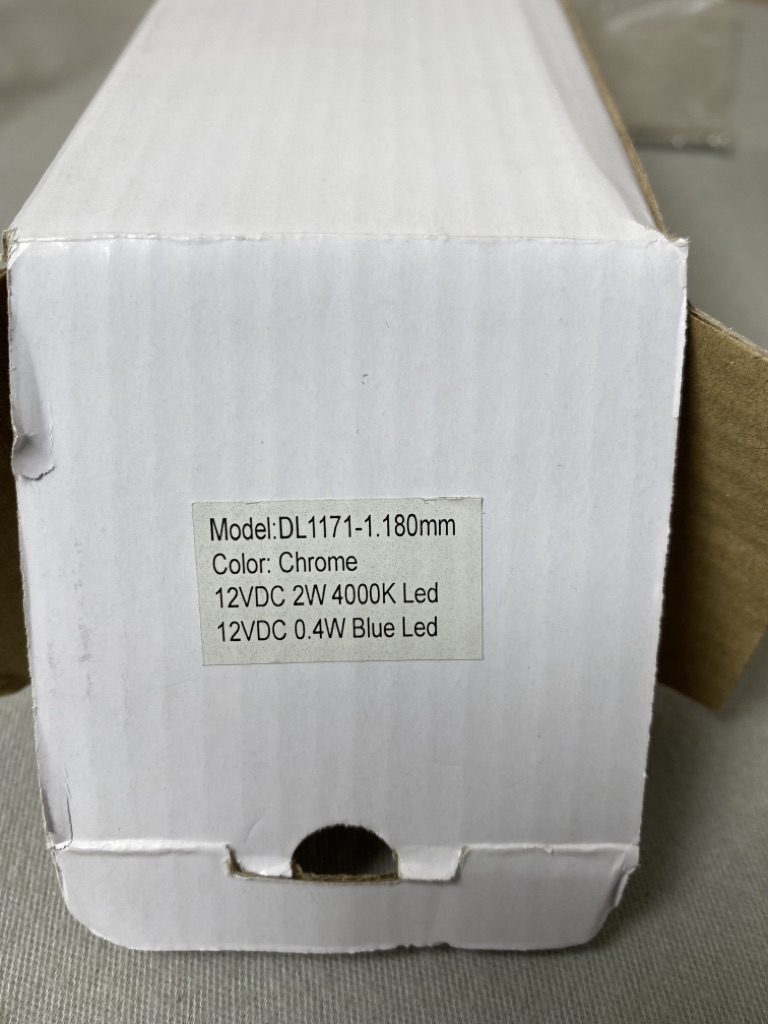 Model:DL1171-1.180mm
Color: Chrome
12VDC 2W 4000K Led
12VDC 0.4W Blue Led